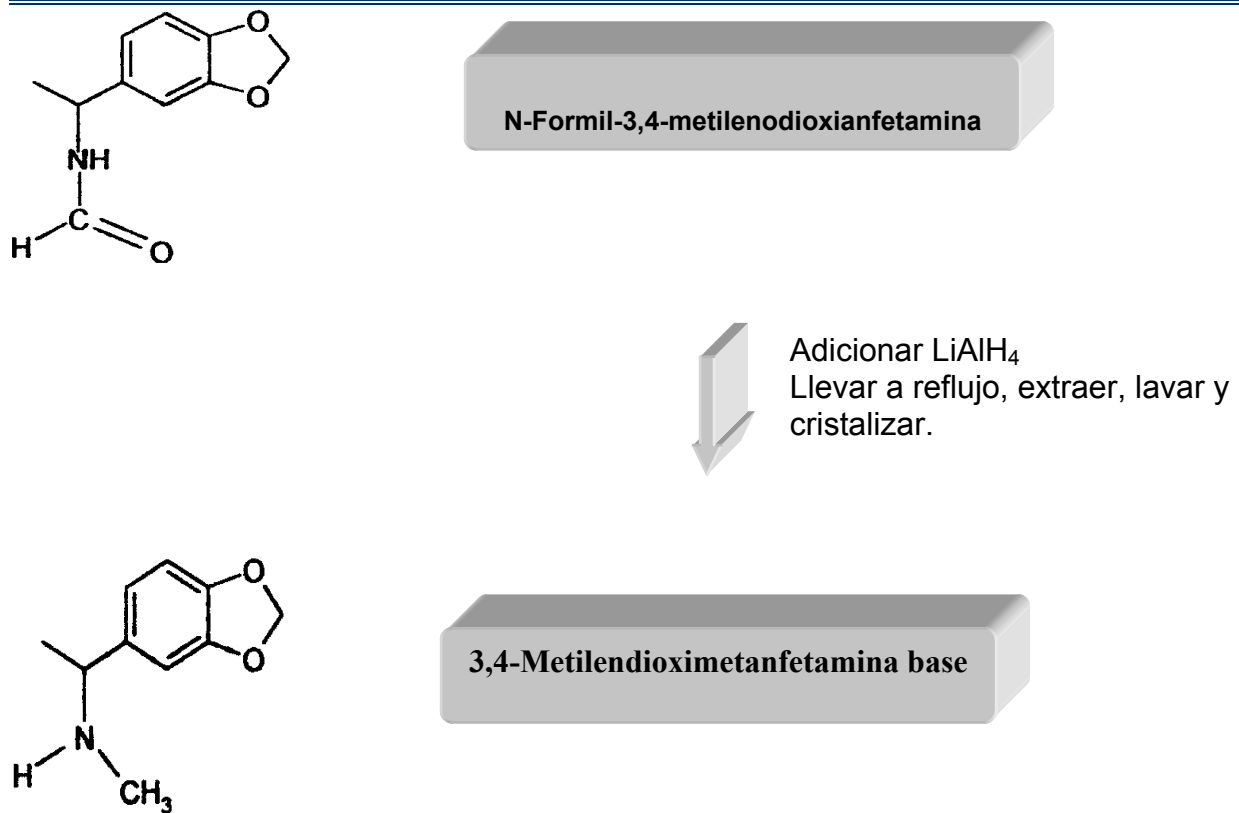 O
O
N-Formil-3,4-metilenodioxianfetamina
NH
C
H
O
Adicionar LiAlH₄
Llevar a reflujo, extraer, lavar y
cristalizar.
O
O
3,4-Metilendioximetanfetamina base
N
H
CH₃